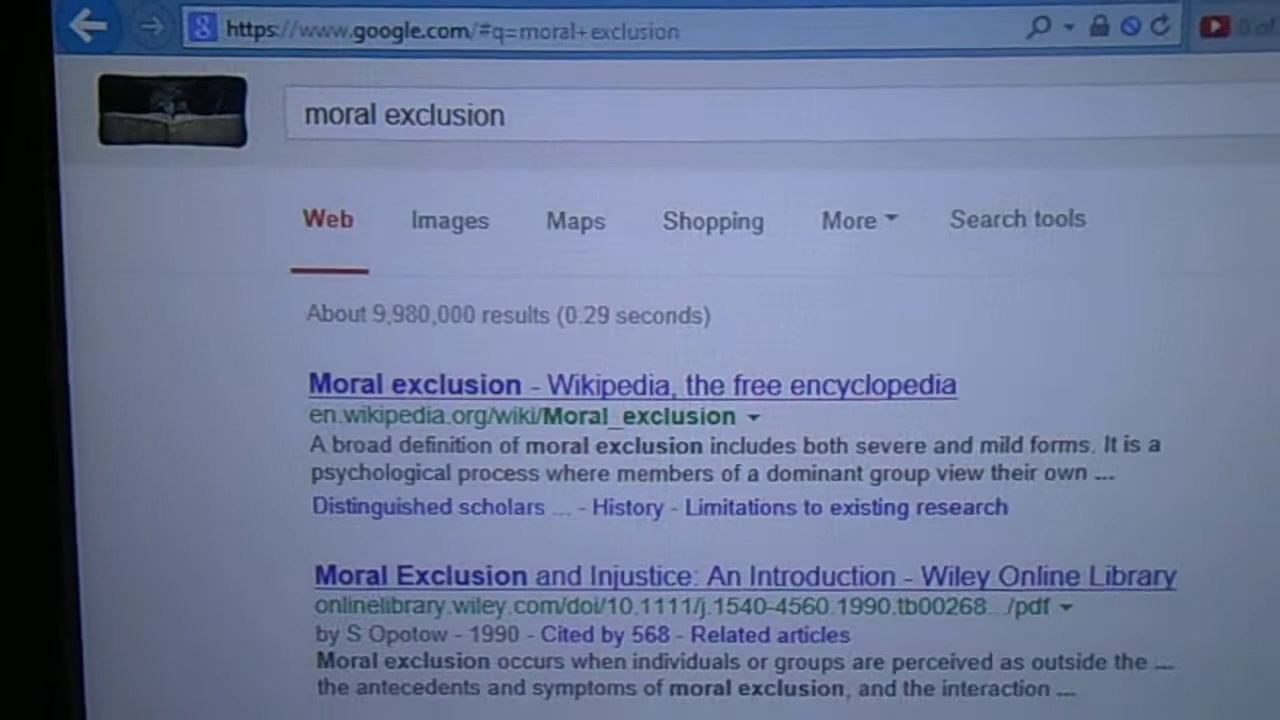 https://www.google.com/#q=moral+exclusion
moral exclusion
Web Images Maps Shopping More Search tools
About 9,980,000 results (0.29 seconds)
Moral exclusion - Wikipedia, the free encyclopedia
en.wikipedia.org/wiki/Moral_exclusion
A broad definition of moral exclusion includes both severe and mild forms. It is a
psychological process where members of a dominant group view their own ...
Distinguished scholars ... - History - Limitations to existing research
Moral Exclusion and Injustice: An Introduction - Wiley Online Library
onlinelibrary.wiley.com/doi/10.1111/j.1540-4560.1990.tb00268.../pdf
by S Opotow - 1990 - Cited by 568 - Related articles
Moral exclusion occurs when individuals or groups are perceived as outside the ...
the antecedents and symptoms of moral exclusion, and the interaction ...